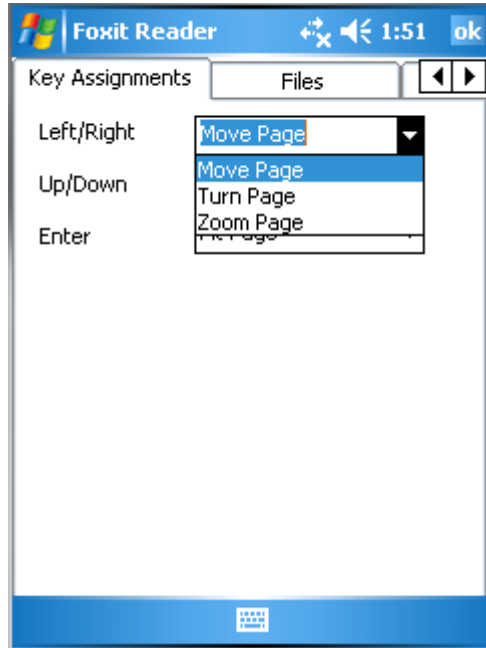 Foxit Reader 1:51 ok
Key Assignments Files
Left/Right Move Page
Move Page
Up/Down
Turn Page
Zoom Page
Enter